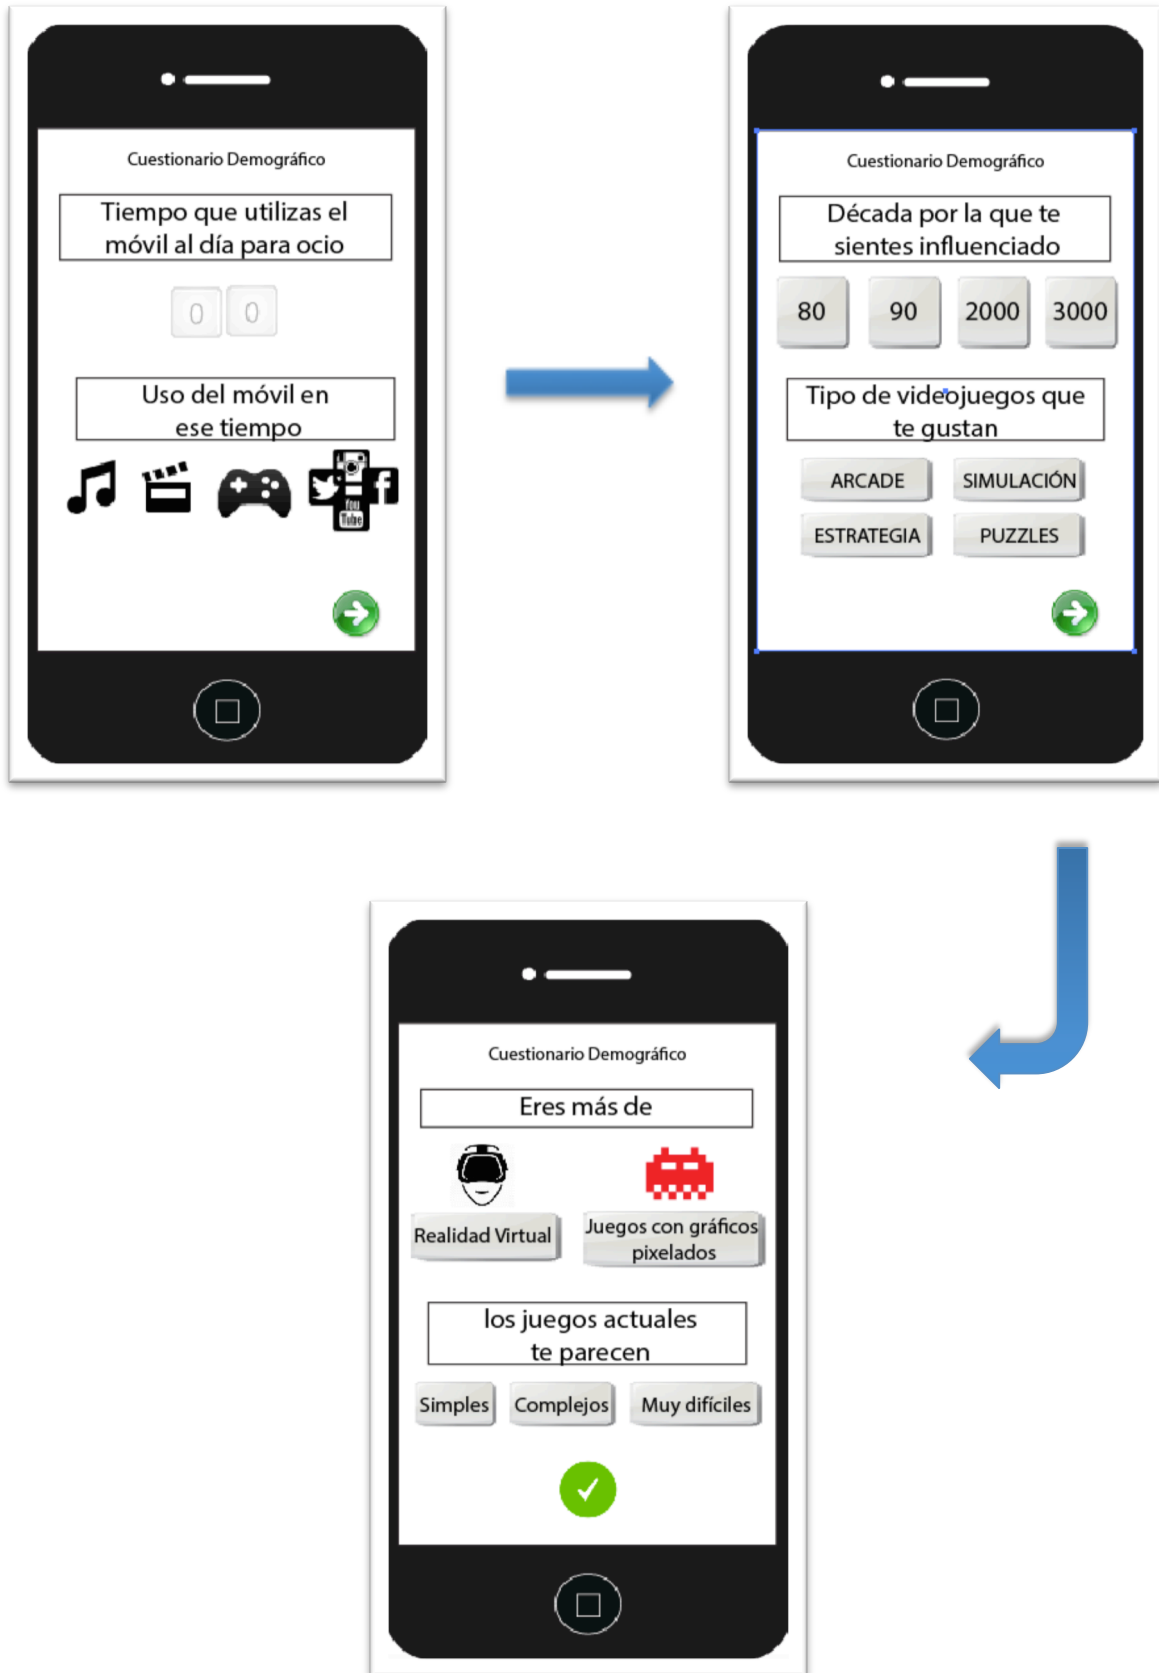 Cuestionario Demográfico
Tiempo que utilizas el
móvil al día para ocio
0 0
Uso del móvil en
ese tiempo
You
Tube
Cuestionario Demográfico
Década por la que te
sientes influenciado
80 90 2000 3000
Tipo de videojuegos que
te gustan
ARCADE SIMULACIÓN
ESTRATEGIA PUZZLES
Cuestionario Demográfico
Eres más de
Realidad Virtual
Juegos con gráficos
pixelados
los juegos actuales
te parecen
Simples Complejos Muy difíciles